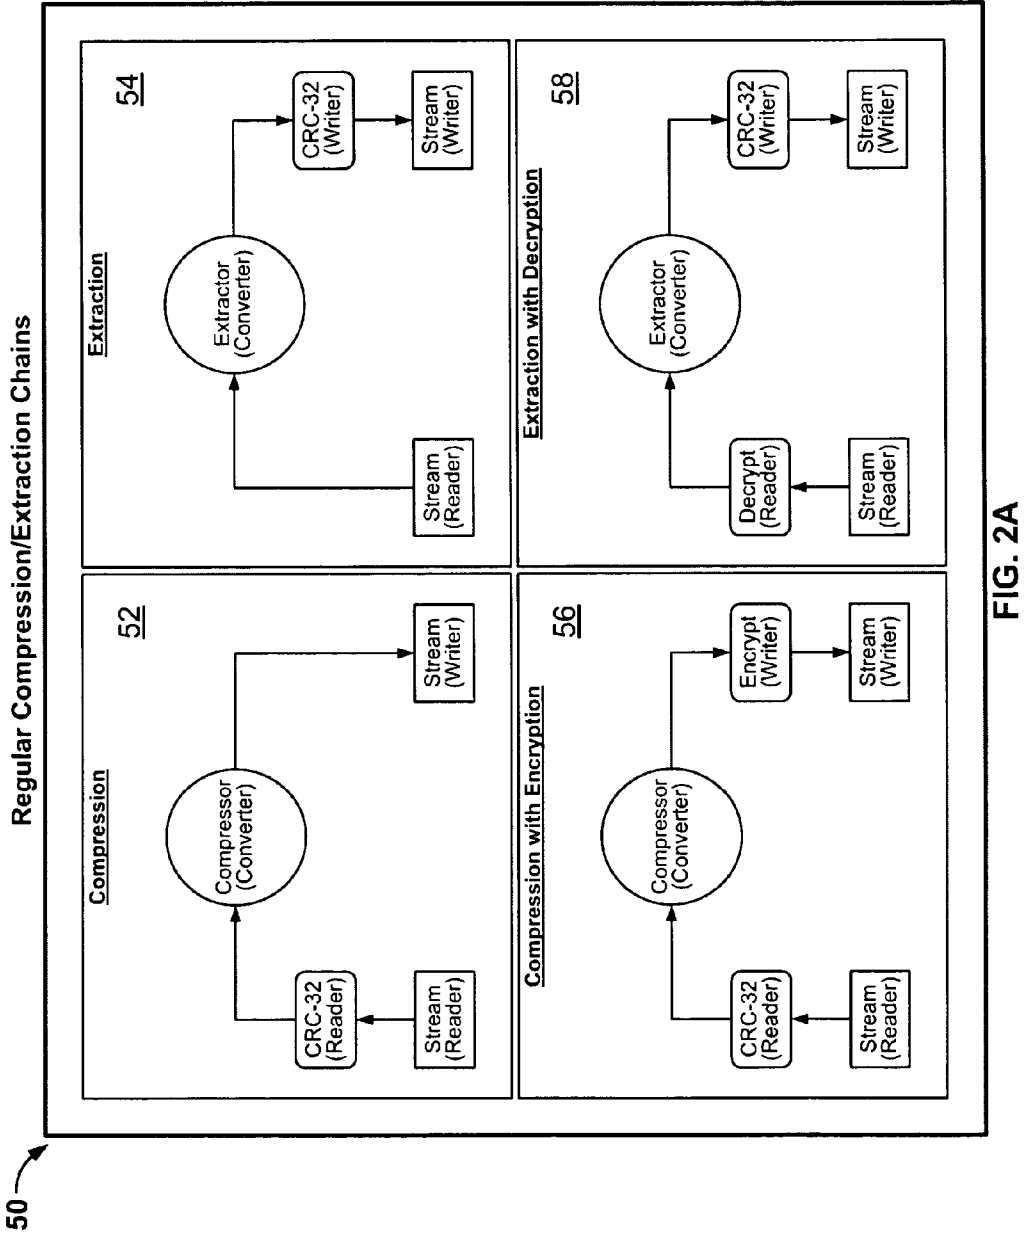 50
Regular Compression/Extraction Chains
Compression
52
Stream
(Reader)
CRC-32
(Reader)
Compressor
(Converter)
Stream
(Writer)
Extraction
54
Stream
(Reader)
Extractor
(Converter)
CRC-32
(Writer)
Stream
(Writer)
Compression with Encryption
56
Stream
(Reader)
CRC-32
(Reader)
Compressor
(Converter)
Encrypt
(Writer)
Stream
(Writer)
Extraction with Decryption
58
Stream
(Reader)
Decrypt
(Reader)
Extractor
(Converter)
CRC-32
(Writer)
Stream
(Writer)
FIG. 2A